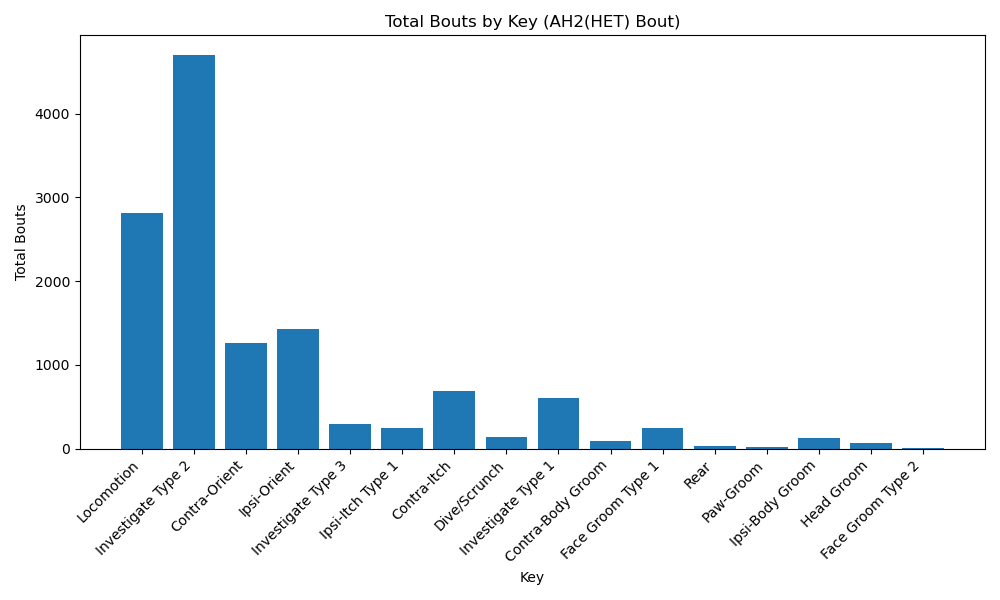 Total Bouts by Key (AH2(HET) Bout)
Total Bouts
4000
3000
2000
1000
0
Locomotion
Investigate Type 2
Contra-Orient
Ipsi-Orient
Investigate Type 3
Ipsi-Itch Type 1
Contra-Itch
Dive/Scrunch
Investigate Type 1
Contra-Body Groom
Face Groom Type 1
Rear
Paw-Groom
Ipsi-Body Groom
Head Groom
Face Groom Type 2
Key